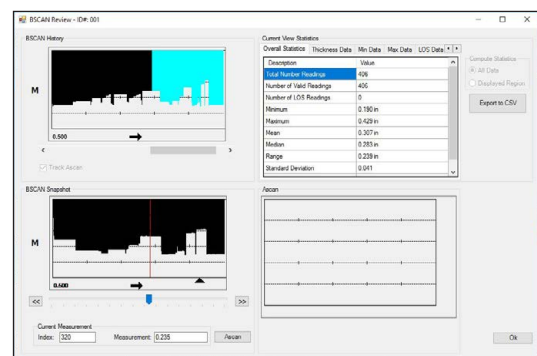 BSCAN Review - ID#: 001
BSCAN History
M
0.500
Track Ascan
BSCAN Snapshot
M
0.600
<<
>>
Current Measurement
Index: 320
Measurement: 0.235
Ascan
Current View Statistics
Overall Statistics
Thickness Data
Min Data
Max Data
LOS Data
Description
Value
Total Number Readings
406
Number of Valid Readings
406
Number of LOS Readings
0
Minimum
0.190 in
Maximum
0.429 in
Mean
0.307 in
Median
0.283 in
Range
0.239 in
Standard Deviation
0.041
Compute Statistics
All Data
Displayed Region
Export to CSV
Ascan
Ok